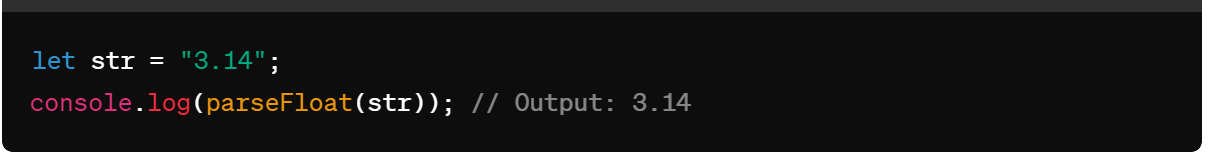 let str = "3.14";
console.log(parseFloat(str)); // Output: 3.14